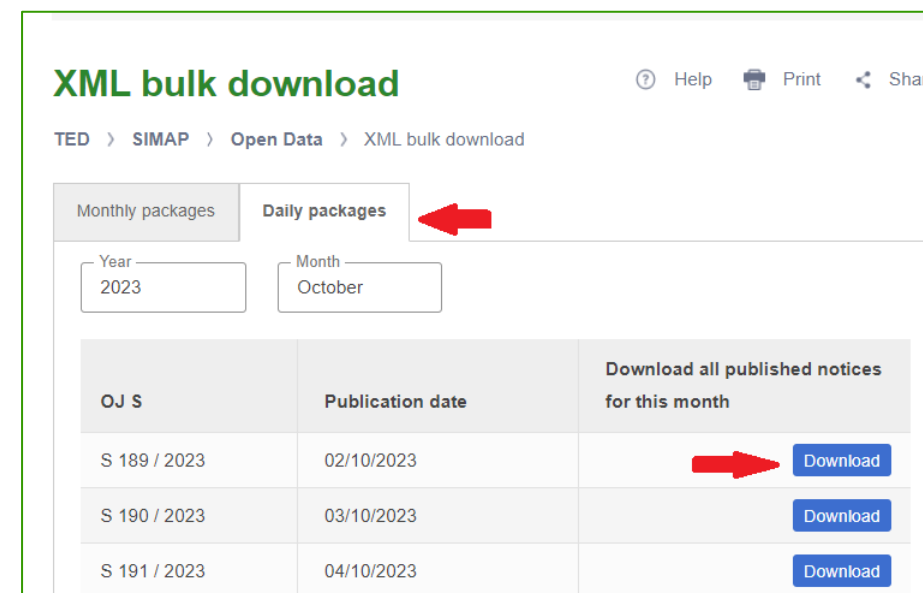 XML bulk download
Help Print
TED > SIMAP > Open Data > XML bulk download
Monthly packages Daily packages
Year Month
2023 October
OJ S Publication date Download all published notices for this month
S 189 / 2023 02/10/2023 Download
S 190 / 2023 03/10/2023 Download
S 191 / 2023 04/10/2023 Download